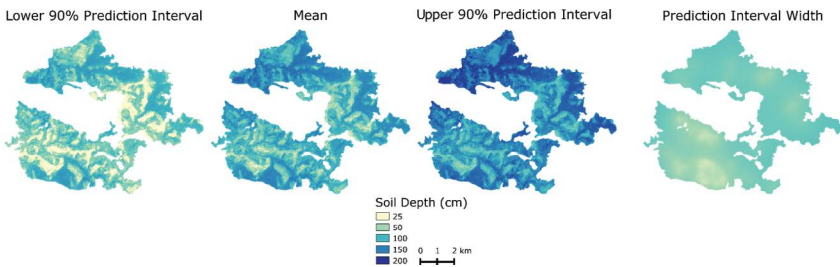 Lower 90% Prediction Interval
Mean
Upper 90% Prediction Interval
Prediction Interval Width
Soil Depth (cm)
25
50
100
150
200
0 1 2 km